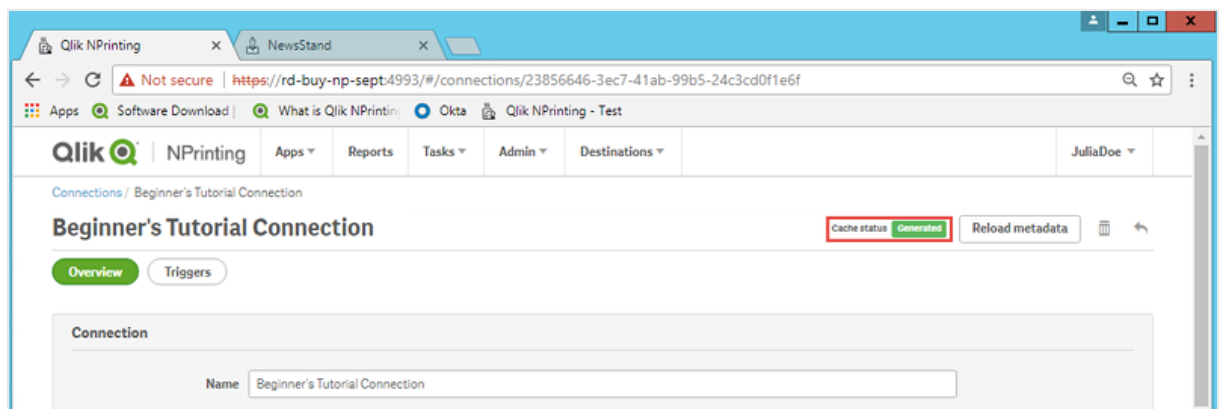 Qlik NPrinting × NewsStand ×
Not secure | https://rd-buy-np-sept:4993/#/connections/23856646-3ec7-41ab-99b5-24c3cd0f1e6f
Apps Software Download | What is Qlik NPrintin Okta Qlik NPrinting - Test
Qlik | NPrinting Apps Reports Tasks Admin Destinations JuliaDoe
Connections / Beginner's Tutorial Connection
Beginner's Tutorial Connection Cache status Generated Reload metadata
Overview Triggers
Connection
Name Beginner's Tutorial Connection